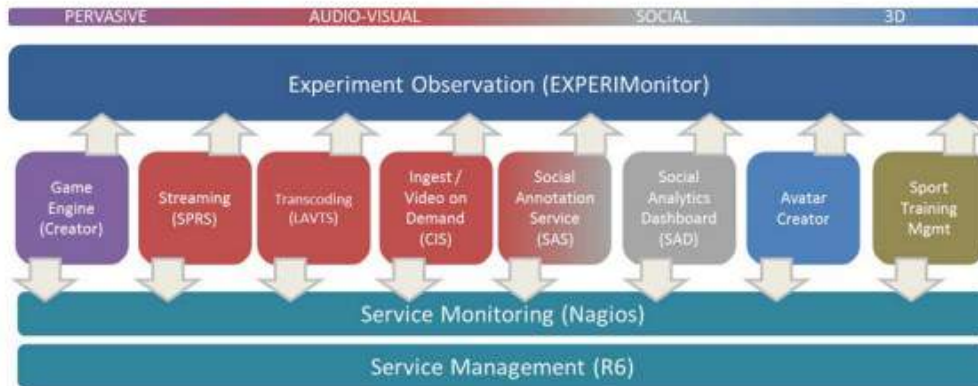 PERVASIVE AUDIO-VISUAL SOCIAL 3D
Experiment Observation (EXPERIMonitor)
Game
Engine
(Creator)
Streaming
(SPRS)
Transcoding
(LAVTS)
Ingest /
Video on
Demand
(CIS)
Social
Annotation
Service
(SAS)
Social
Analytics
Dashboard
(SAD)
Avatar
Creator
Sport
Training
Mgmt
Service Monitoring (Nagios)
Service Management (R6)